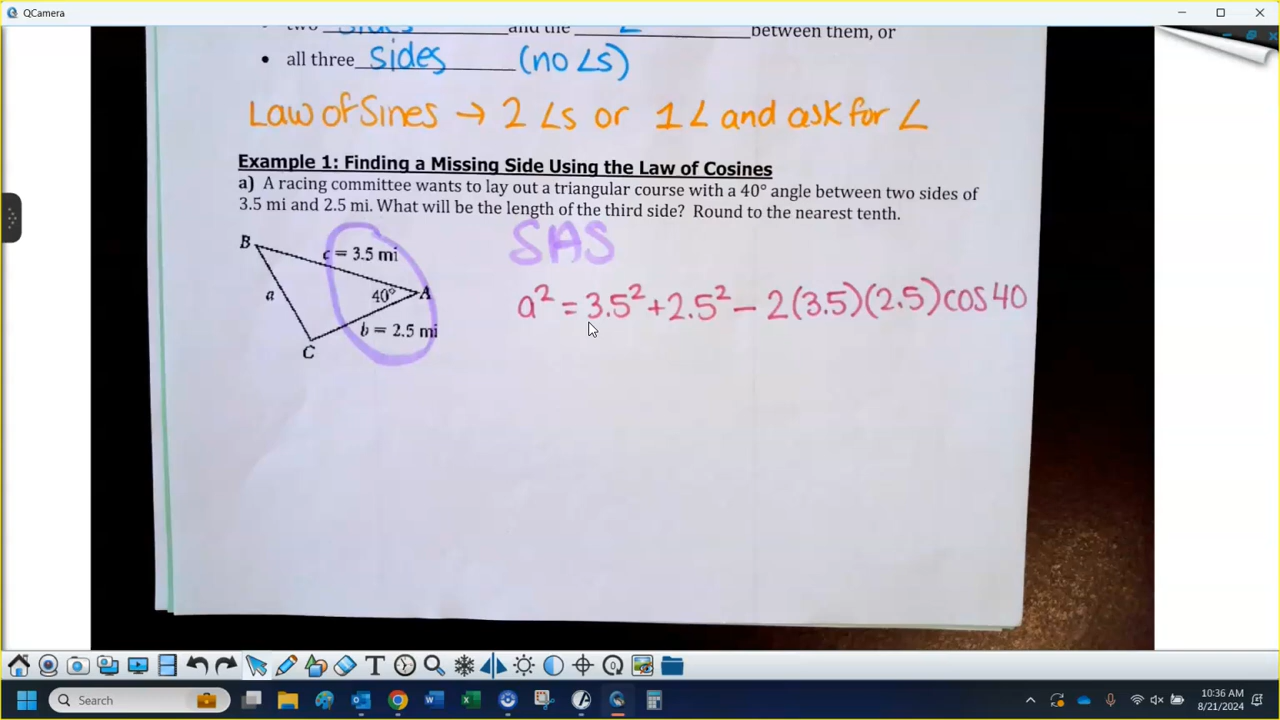 QCamera
and the ∠ between them, or
• all three sides (no ∠s)
Law of Sines → 2 ∠s or 1∠ and ask for ∠
Example 1: Finding a Missing Side Using the Law of Cosines
a) A racing committee wants to lay out a triangular course with a 40° angle between two sides of
3.5 mi and 2.5 mi. What will be the length of the third side? Round to the nearest tenth.
SAS
B
c = 3.5 mi
a
40°
A
b = 2.5 mi
C
a² = 3.5² + 2.5² − 2(3.5)(2.5)cos40
T
Search
10:36 AM
8/21/2024